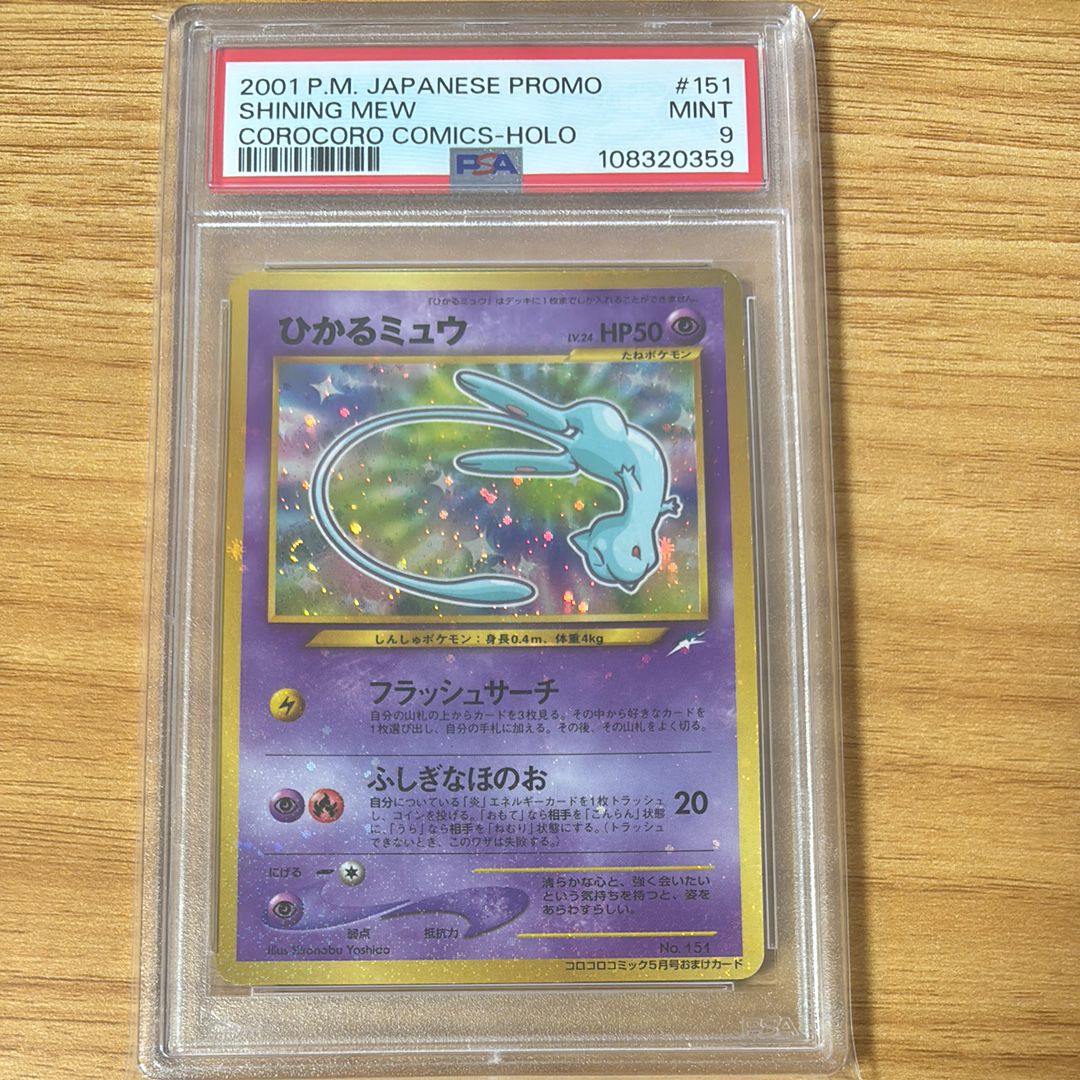 2001 P.M. JAPANESE PROMO #151
SHINING MEW MINT
COROCORO COMICS-HOLO 9
PSA 108320359
「ひかるミュウ」はデッキに1枚までしか入れることができません。
ひかるミュウ LV.24 HP50
たねポケモン
しんしゅポケモン:身長0.4m、体重4kg
フラッシュサーチ
自分の山札の上からカードを3枚見る。その中から好きなカードを
1枚選び出し、自分の手札に加える。その後、その山札をよく切る。
ふしぎなほのお 20
自分についている「炎」エネルギーカードを1枚トラッシュ
し、コインを投げる。「おもて」なら相手を「こんらん」状態
に、「うら」なら相手を「ねむり」状態にする。(トラッシュ
できないとき、このワザは失敗する。)
にげる
清らかな心と、強く会いたい
という気持ちを持つと、姿を
あらわすらしい。
弱点 抵抗力
Illus. Hironobu Yoshida No. 151
コロコロコミック5月号おまけカード
PSA